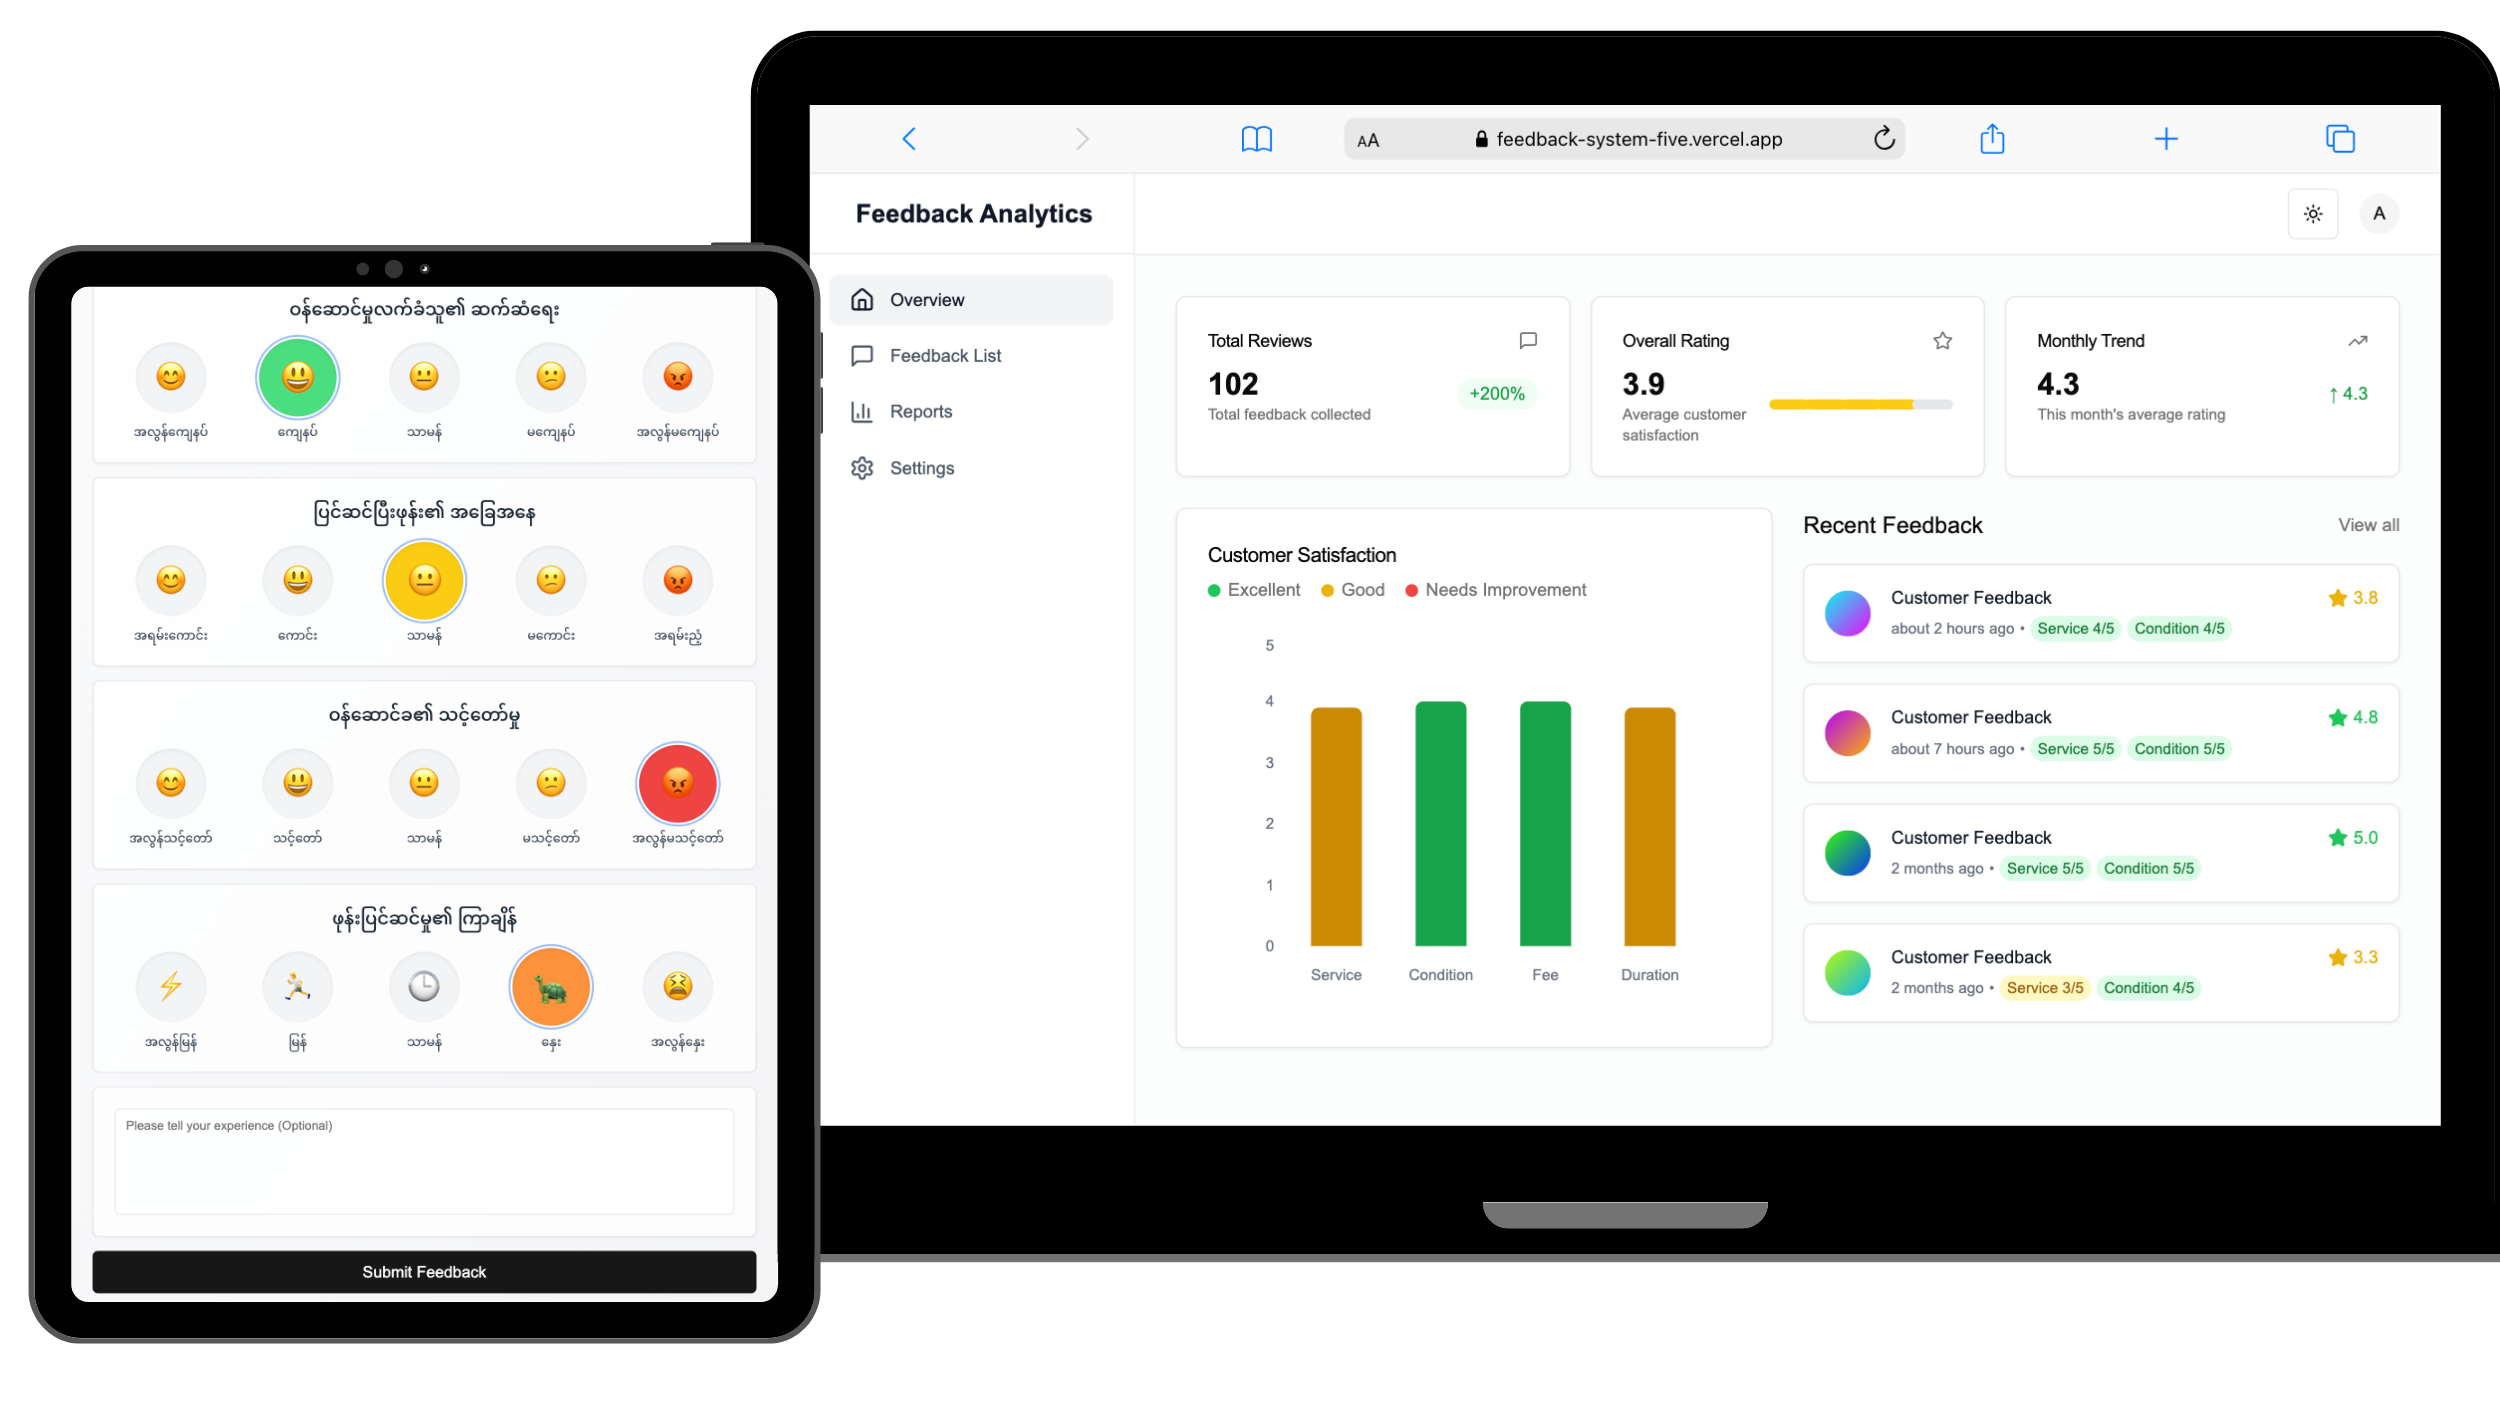 ဝန်ဆောင်မှုလက်ခံသူ၏ ဆက်ဆံရေး
အလွန်ကျေနပ်
ကျေနပ်
သာမန်
မကျေနပ်
အလွန်မကျေနပ်
ပြင်ဆင်ပြီးဖုန်း၏ အခြေအနေ
အရမ်းကောင်း
ကောင်း
သာမန်
မကောင်း
အရမ်းညံ့
ဝန်ဆောင်ခ၏ သင့်တော်မှု
အလွန်သင့်တော်
သင့်တော်
သာမန်
မသင့်တော်
အလွန်မသင့်တော်
ဖုန်းပြင်ဆင်မှု၏ ကြာချိန်
အလွန်မြန်
မြန်
သာမန်
နှေး
အလွန်နှေး
Please tell your experience (Optional)
Submit Feedback
AA
feedback-system-five.vercel.app
Feedback Analytics
A
Overview
Feedback List
Reports
Settings
Total Reviews
102
Total feedback collected
+200%
Overall Rating
3.9
Average customer
satisfaction
Monthly Trend
4.3
This month's average rating
↑ 4.3
Customer Satisfaction
Excellent
Good
Needs Improvement
5
4
3
2
1
0
Service
Condition
Fee
Duration
Recent Feedback
View all
Customer Feedback
3.8
about 2 hours ago • Service 4/5 Condition 4/5
Customer Feedback
4.8
about 7 hours ago • Service 5/5 Condition 5/5
Customer Feedback
5.0
2 months ago • Service 5/5 Condition 5/5
Customer Feedback
3.3
2 months ago • Service 3/5 Condition 4/5